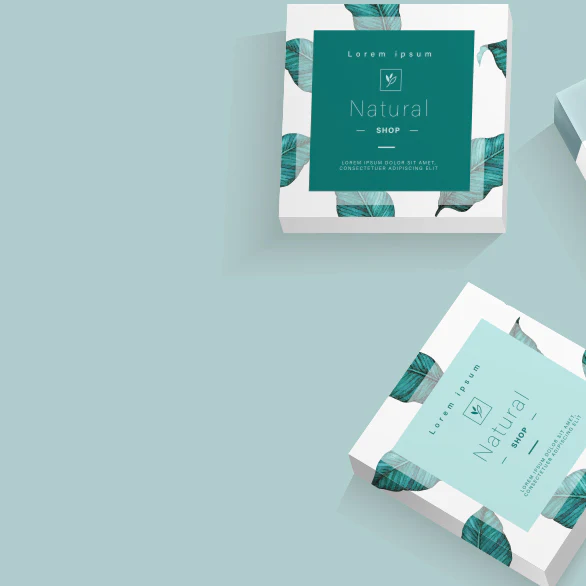 Lorem ipsum
Natural
SHOP
LOREM IPSUM DOLOR SIT AMET,
CONSECTETUER ADIPISCING ELIT
Lorem ipsum
Natural
SHOP
LOREM IPSUM DOLOR SIT AMET,
CONSECTETUER ADIPISCING ELIT